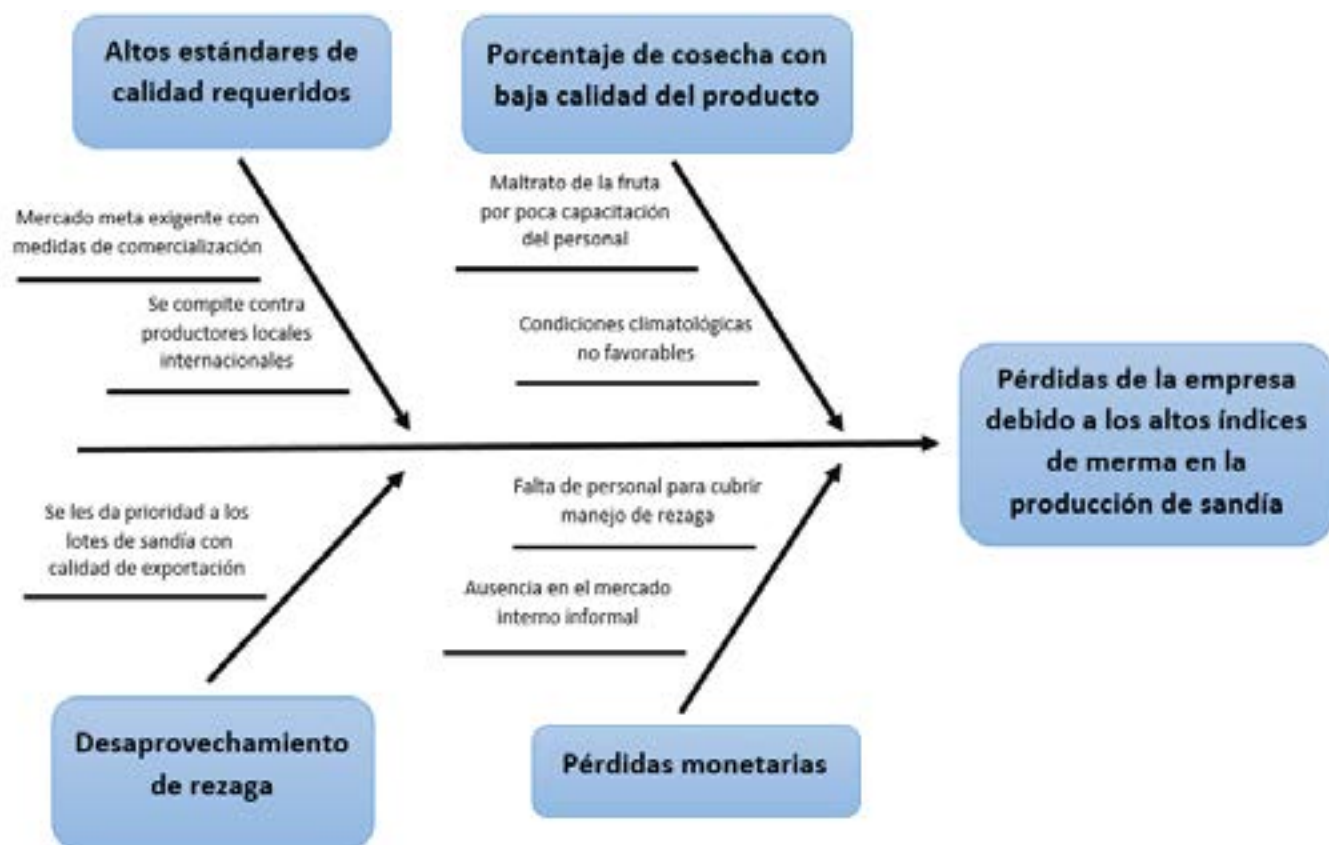 Altos estándares de
calidad requeridos
Porcentaje de cosecha con
baja calidad del producto
Mercado meta exigente con
medidas de comercialización
Se compite contra
productores locales
internacionales
Maltrato de la fruta
por poca capacitación
del personal
Condiciones climatológicas
no favorables
Pérdidas de la empresa
debido a los altos índices
de merma en la
producción de sandía
Se les da prioridad a los
lotes de sandía con
calidad de exportación
Falta de personal para cubrir
manejo de rezaga
Ausencia en el mercado
interno informal
Desaprovechamiento
de rezaga
Pérdidas monetarias